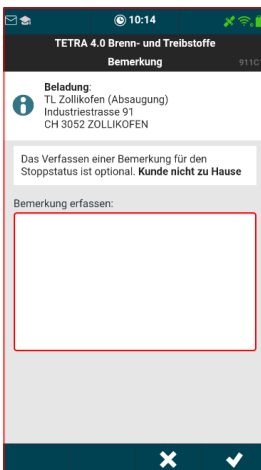 10:14
TETRA 4.0 Brenn- und Treibstoffe
Bemerkung
911C
Beladung:
TL Zollikofen (Absaugung)
Industriestrasse 91
CH 3052 ZOLLIKOFEN
Das Verfassen einer Bemerkung für den
Stoppstatus ist optional. Kunde nicht zu Hause
Bemerkung erfassen: